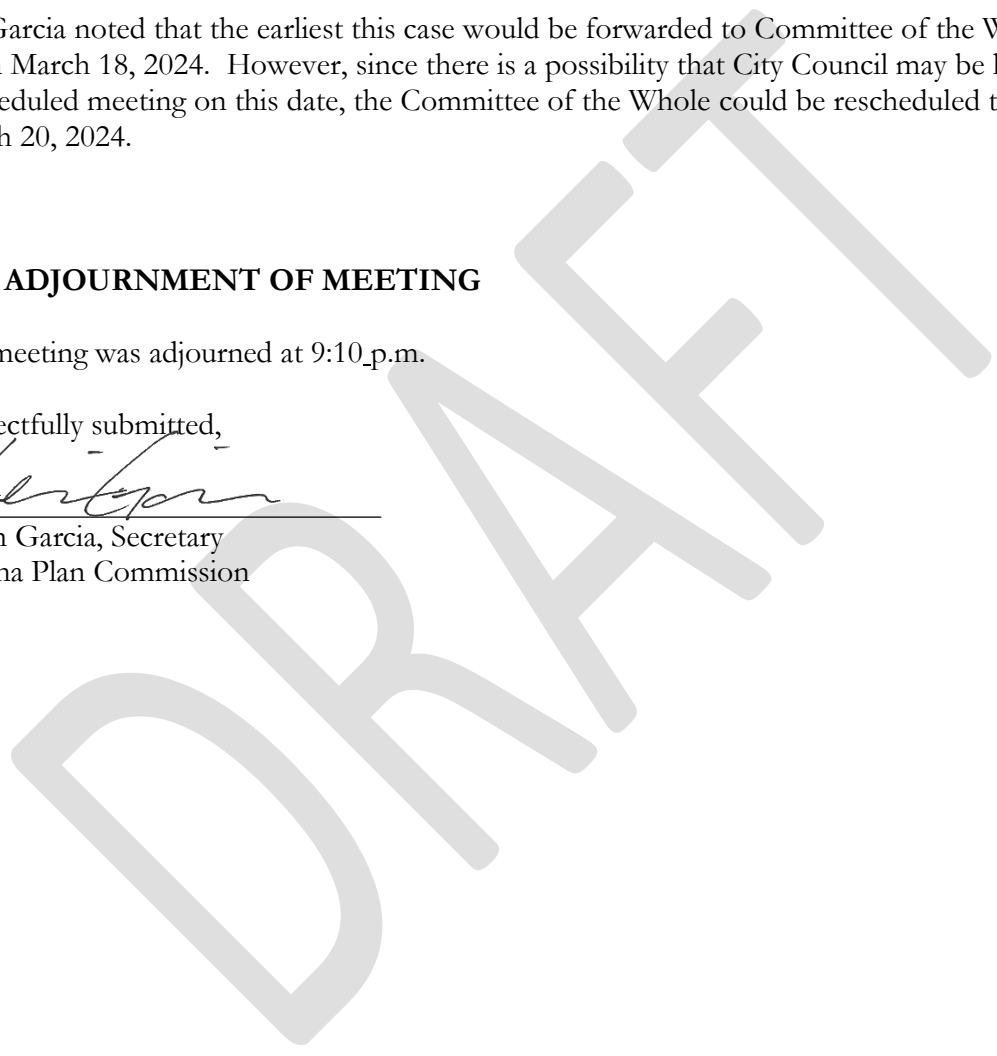 Garcia noted that the earliest this case would be forwarded to Committee of the W
March 18, 2024. However, since there is a possibility that City Council may be
eduled meeting on this date, the Committee of the Whole could be rescheduled t
h 20, 2024.
ADJOURNMENT OF MEETING
meeting was adjourned at 9:10 p.m.
ectfully submitted,
n Garcia, Secretary
na Plan Commission
DRAFT